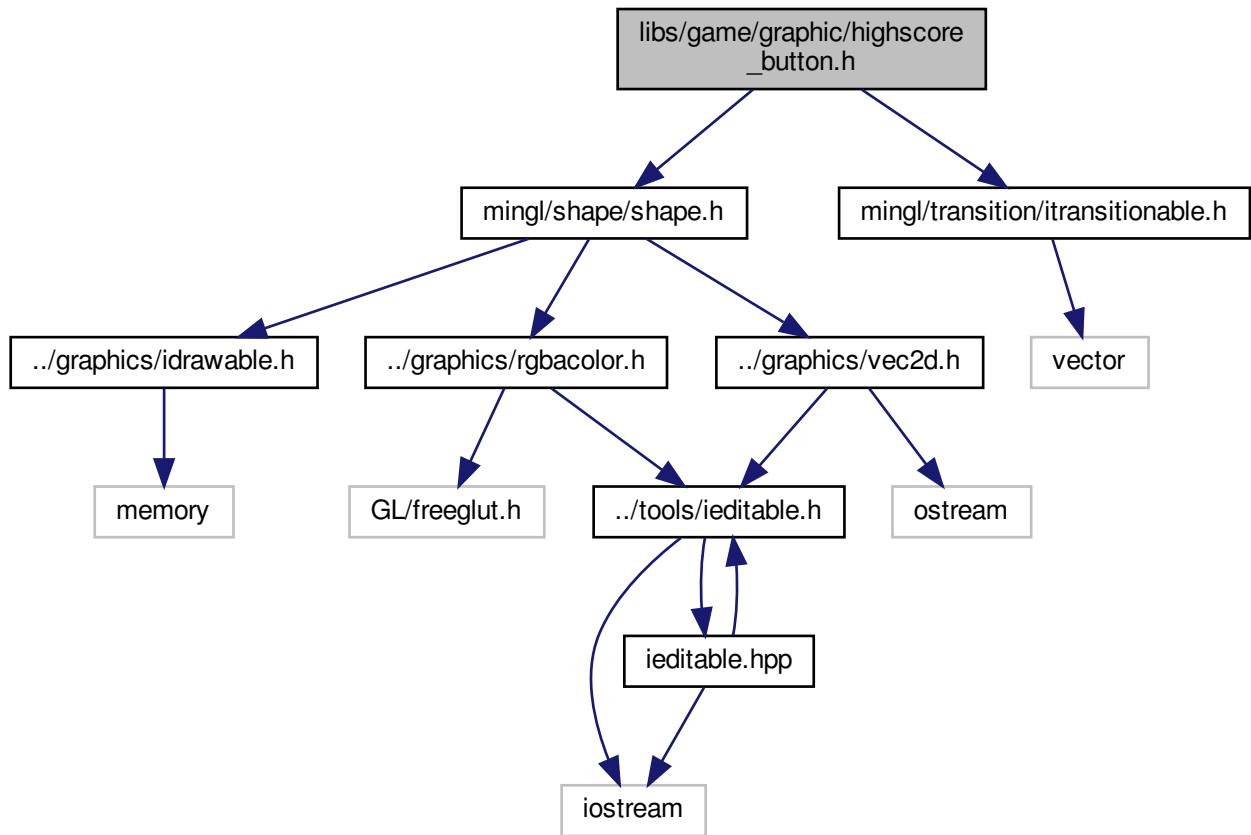 libs/game/graphic/highscore
_button.h
mingl/shape/shape.h
mingl/transition/itransitionable.h
../graphics/idrawable.h
../graphics/rgbacolor.h
../graphics/vec2d.h
vector
memory
GL/freeglut.h
../tools/ieditable.h
ostream
ieditable.hpp
iostream